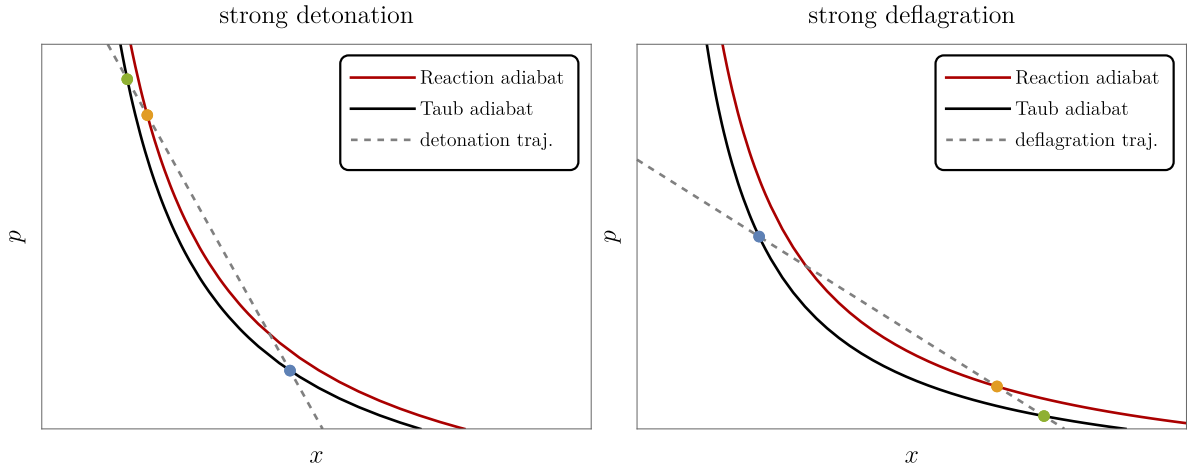 strong detonation
Reaction adiabat
Taub adiabat
detonation traj.
p
x
strong deflagration
Reaction adiabat
Taub adiabat
deflagration traj.
p
x